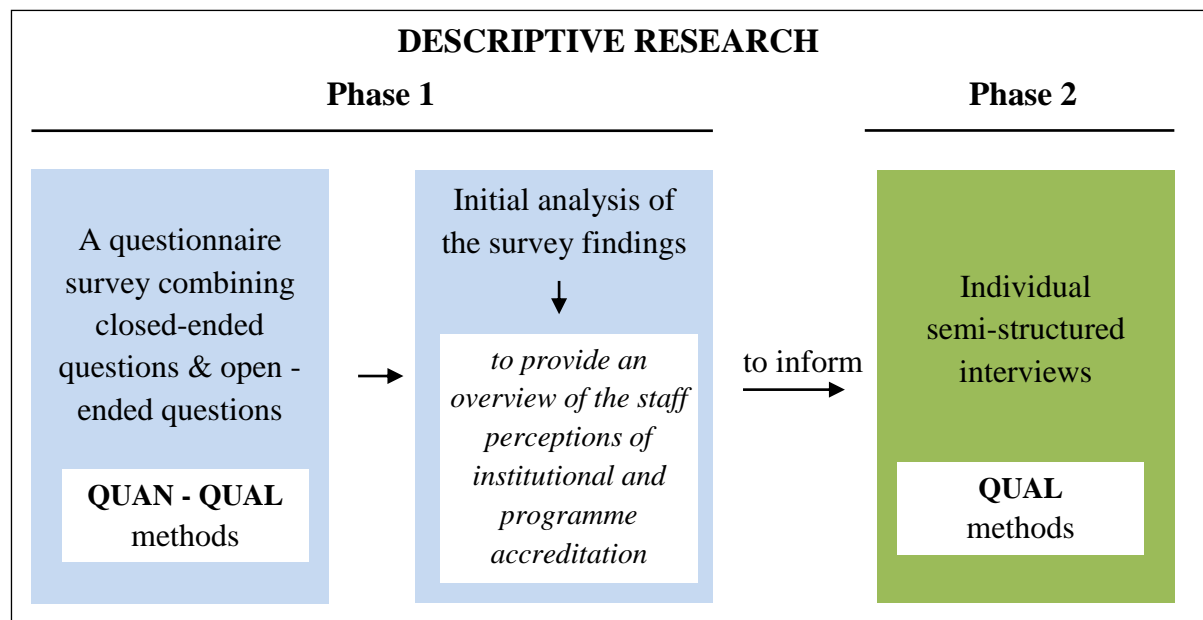 DESCRIPTIVE RESEARCH
Phase 1
Phase 2
A questionnaire
survey combining
closed-ended
questions & open -
ended questions
QUAN - QUAL
methods
Initial analysis of
the survey findings
to provide an
overview of the staff
perceptions of
institutional and
programme
accreditation
to inform
Individual
semi-structured
interviews
QUAL
methods